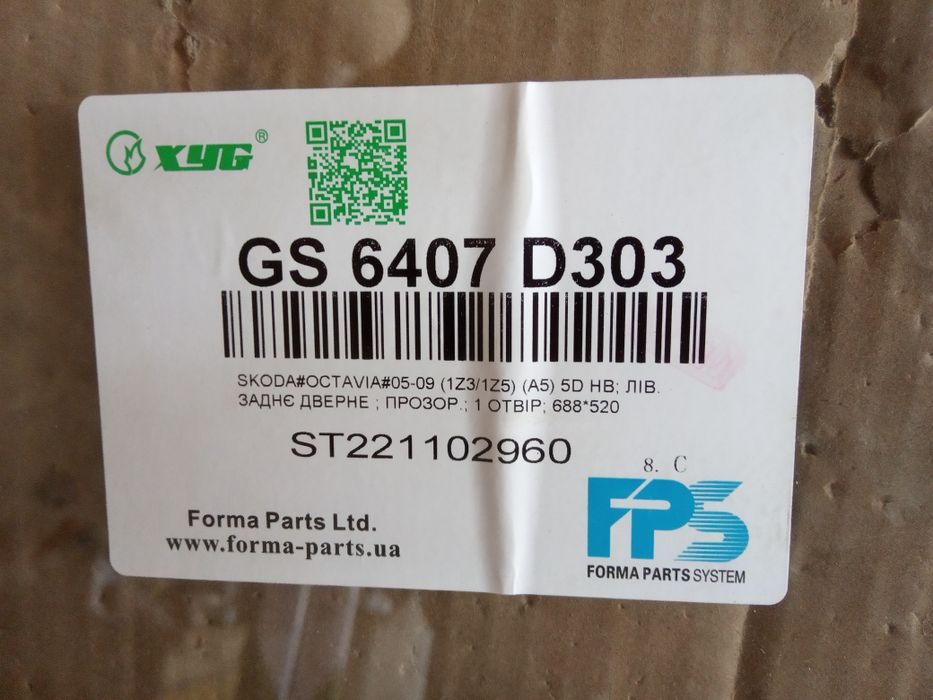 XYG®
GS 6407 D303
SKODA#OCTAVIA#05-09 (1Z3/1Z5) (A5) 5D HB; ЛІВ.
ЗАДНЄ ДВЕРНЕ ; ПРОЗОР.; 1 ОТВІР; 688*520
ST221102960
8. C
Forma Parts Ltd.
www.forma-parts.ua
FPS
FORMA PARTS SYSTEM